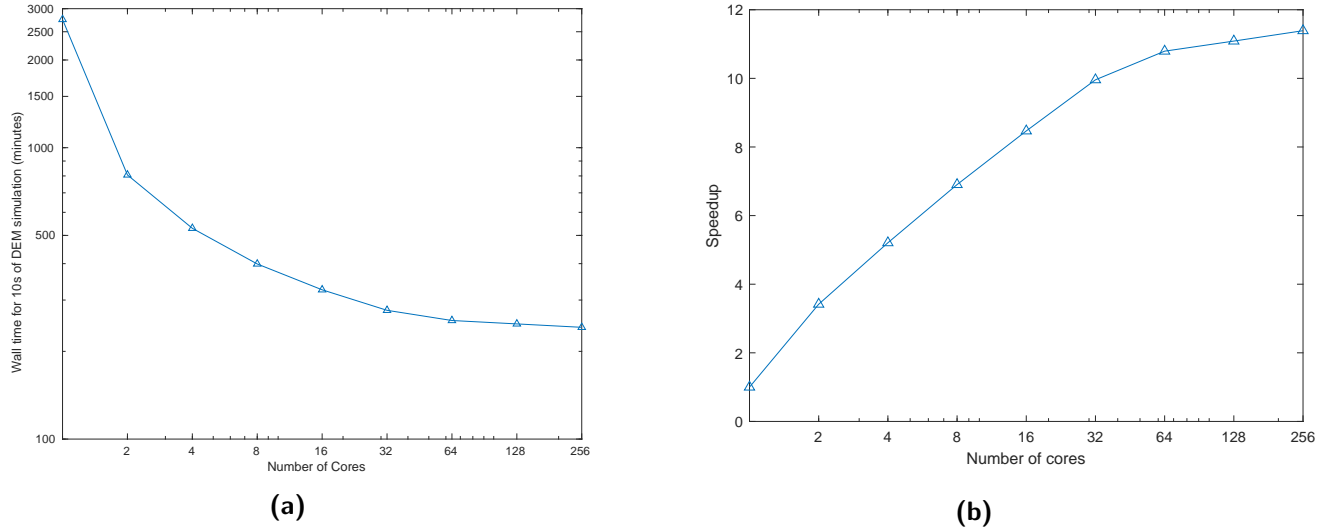 3000
2500
2000
1500
1000
500
100
Wall time for 10s of DEM simulation (minutes)
2 4 8 16 32 64 128 256
Number of Cores
(a)
12
10
8
6
4
2
0
Speedup
2 4 8 16 32 64 128 256
Number of cores
(b)